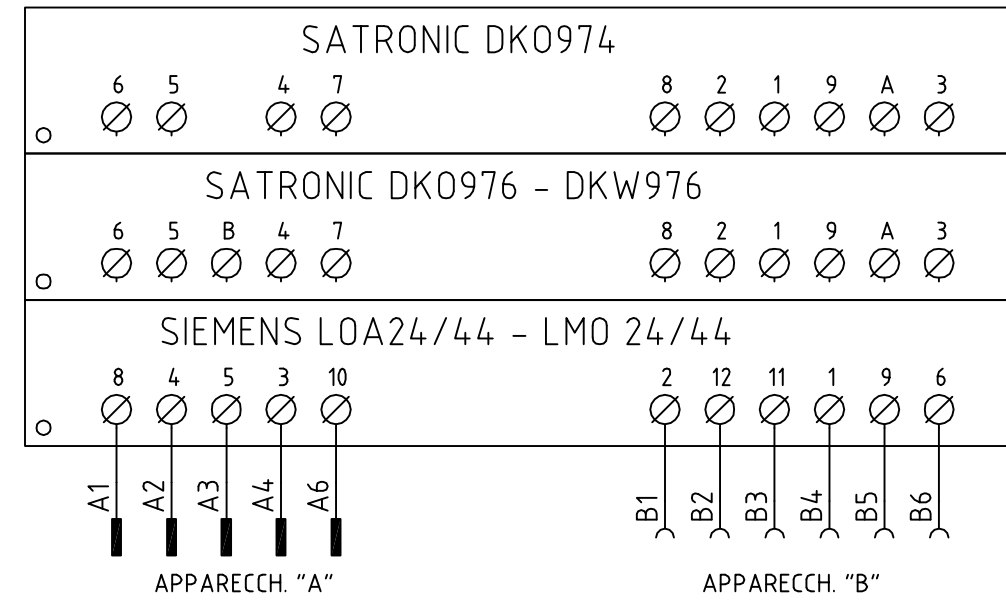 SATRONIC DKO974
6 5 4 7 8 2 1 9 A 3
SATRONIC DKO976 - DKW976
6 5 B 4 7 8 2 1 9 A 3
SIEMENS LOA24/44 - LMO 24/44
8 4 5 3 10 2 12 11 1 9 6
A1 A2 A3 A4 A6 B1 B2 B3 B4 B5 B6
APPARECCH. "A" APPARECCH. "B"